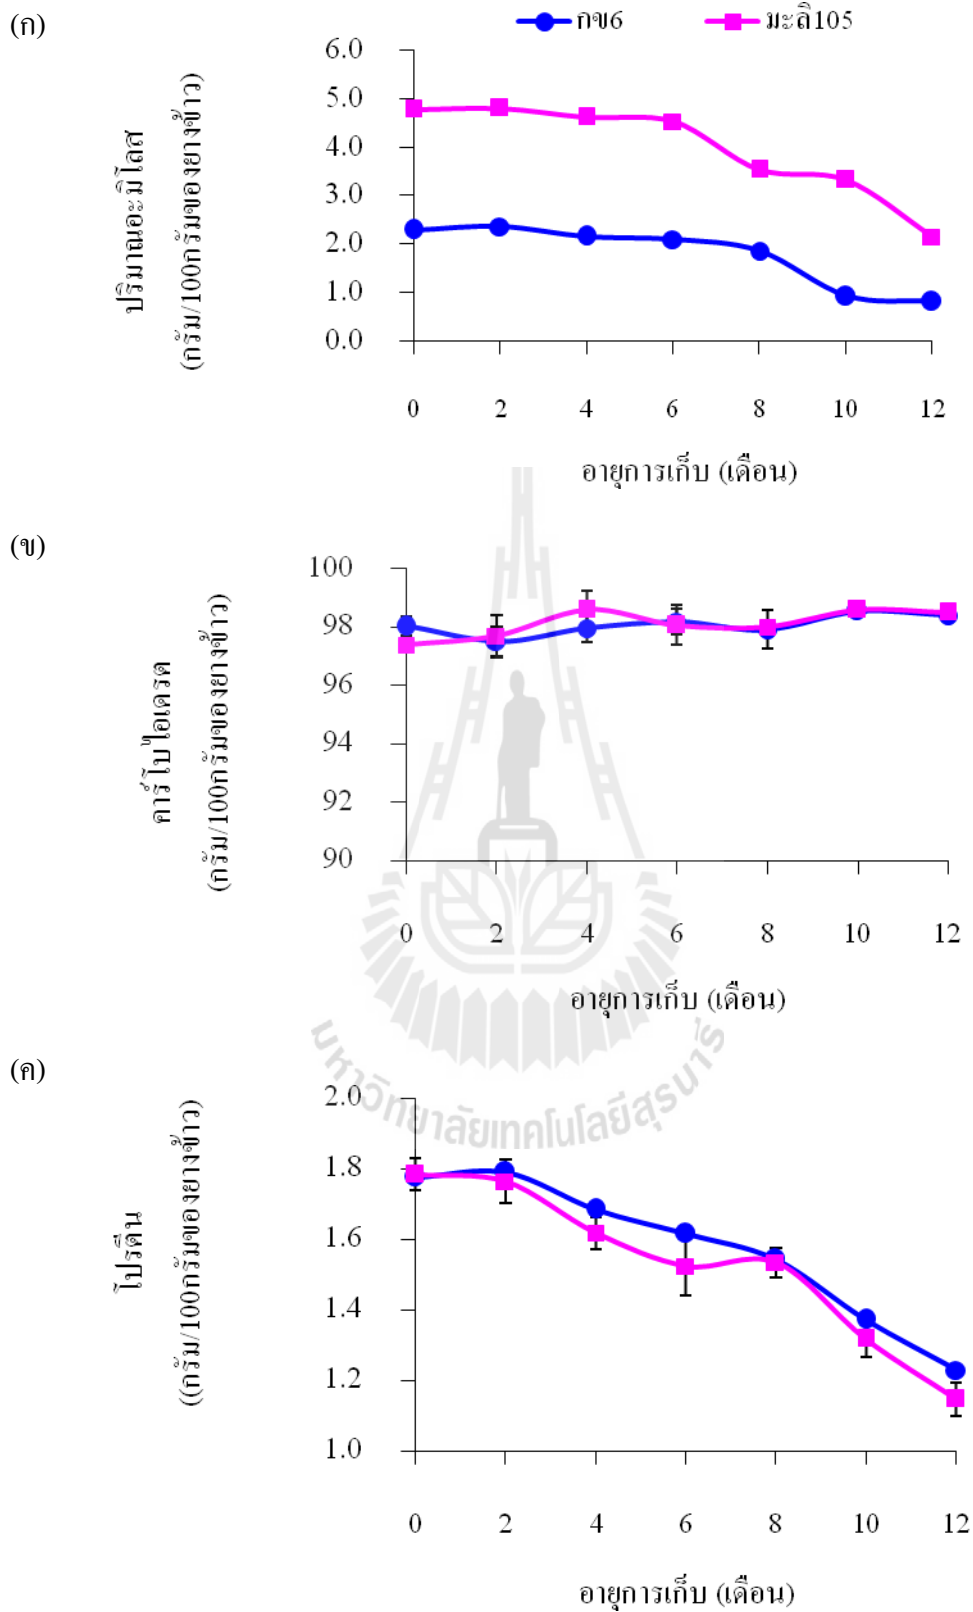 (ก)
กข6 มะลิ105
ปริมาณอะมิโลส
(กรัม/100กรัมของยางข้าว)
6.0
5.0
4.0
3.0
2.0
1.0
0.0
0 2 4 6 8 10 12
อายุการเก็บ (เดือน)
(ข)
คาร์โบไฮเดรต
(กรัม/100กรัมของยางข้าว)
100
98
96
94
92
90
0 2 4 6 8 10 12
อายุการเก็บ (เดือน)
มหาวิทยาลัยเทคโนโลยีสุรนารี
(ค)
โปรตีน
((กรัม/100กรัมของยางข้าว)
2.0
1.8
1.6
1.4
1.2
1.0
0 2 4 6 8 10 12
อายุการเก็บ (เดือน)